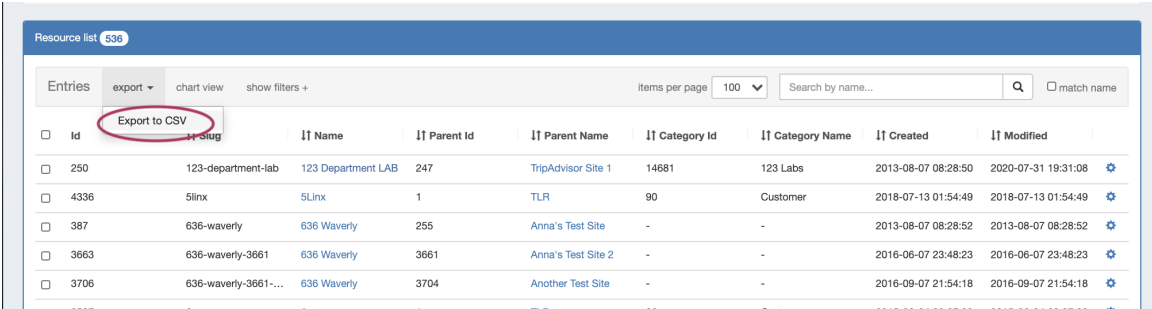 Resource list 536
Entries export chart view show filters + items per page 100 Search by name... match name
Export to CSV
Id Slug Name Parent Id Parent Name Category Id Category Name Created Modified
250 123-department-lab 123 Department LAB 247 TripAdvisor Site 1 14681 123 Labs 2013-08-07 08:28:50 2020-07-31 19:31:08
4336 5linx 5Linx 1 TLR 90 Customer 2018-07-13 01:54:49 2018-07-13 01:54:49
387 636-waverly 636 Waverly 255 Anna's Test Site - - 2013-08-07 08:28:52 2013-08-07 08:28:52
3663 636-waverly-3661 636 Waverly 3661 Anna's Test Site 2 - - 2016-06-07 23:48:23 2016-06-07 23:48:23
3706 636-waverly-3661-... 636 Waverly 3704 Another Test Site - - 2016-09-07 21:54:18 2016-09-07 21:54:18